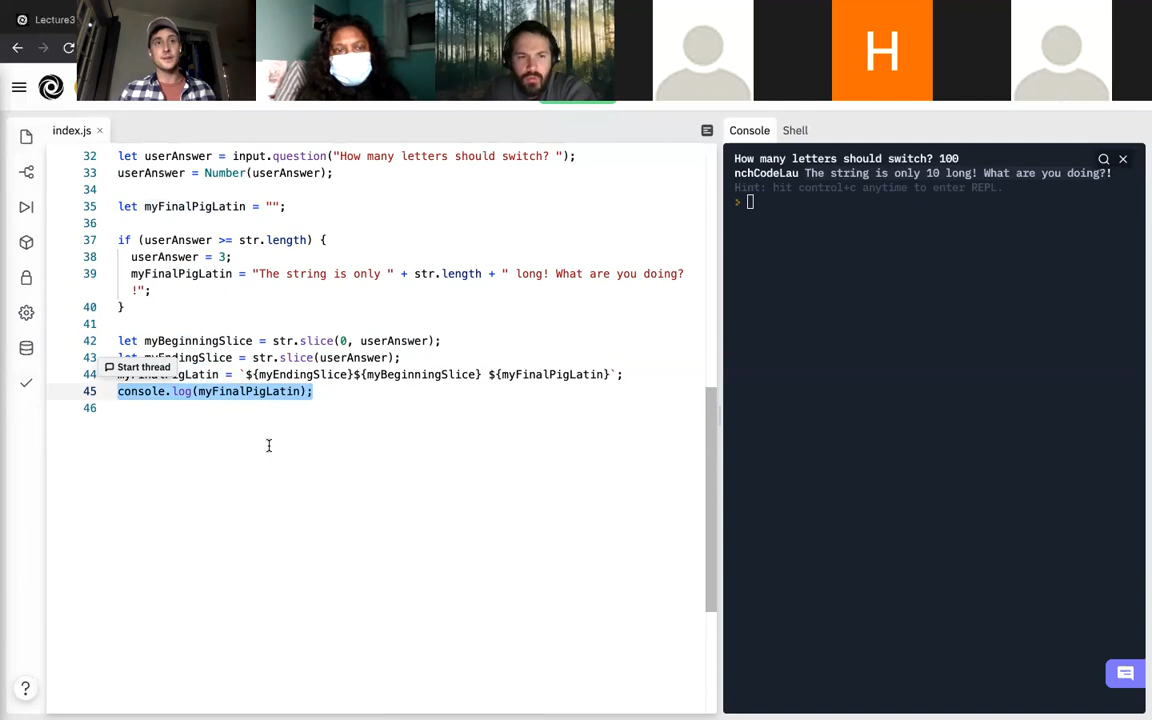 Lecture3
H
index.js ×
32 let userAnswer = input.question("How many letters should switch? ");
33 userAnswer = Number(userAnswer);
34
35 let myFinalPigLatin = "";
36
37 if (userAnswer >= str.length) {
38 userAnswer = 3;
39 myFinalPigLatin = "The string is only " + str.length + " long! What are you doing?
!";
40 }
41
42 let myBeginningSlice = str.slice(0, userAnswer);
43 let myEndingSlice = str.slice(userAnswer);
Start thread
44 myFinalPigLatin = `${myEndingSlice}${myBeginningSlice} ${myFinalPigLatin}`;
45 console.log(myFinalPigLatin);
46
?
Console Shell
How many letters should switch? 100
nchCodeLau The string is only 10 long! What are you doing?!
Hint: hit control+c anytime to enter REPL.
>